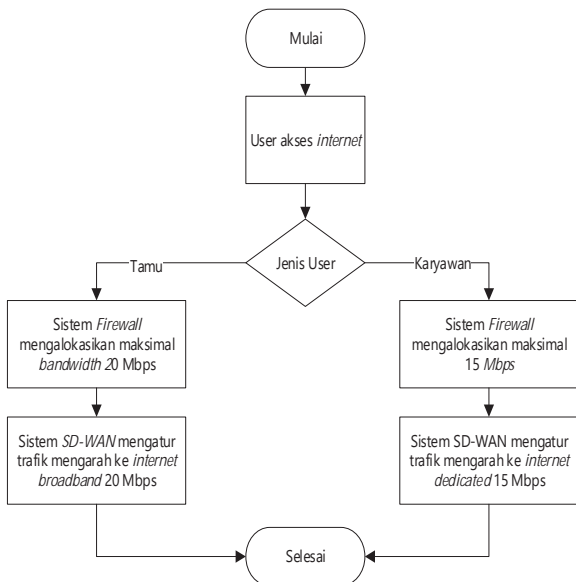 Mulai
User akses internet
Jenis User
Tamu
Karyawan
Sistem Firewall
mengalokasikan maksimal
bandwidth 20 Mbps
Sistem Firewall
mengalokasikan maksimal
15 Mbps
Sistem SD-WAN mengatur
trafik mengarah ke internet
broadband 20 Mbps
Sistem SD-WAN mengatur
trafik mengarah ke internet
dedicated 15 Mbps
Selesai